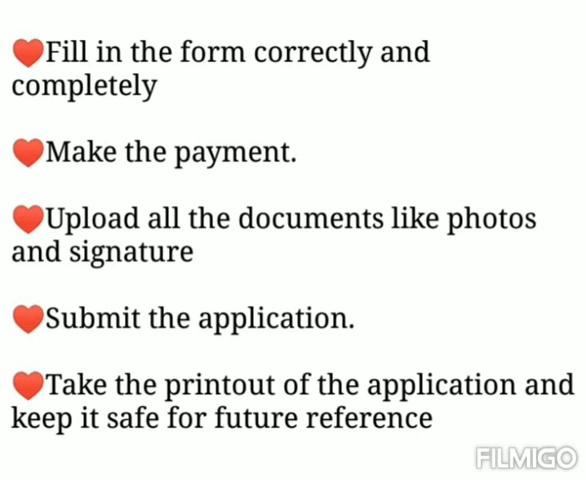 ♥️Fill in the form correctly and
completely
♥️Make the payment.
♥️Upload all the documents like photos
and signature
♥️Submit the application.
♥️Take the printout of the application and
keep it safe for future reference
FILMIGO